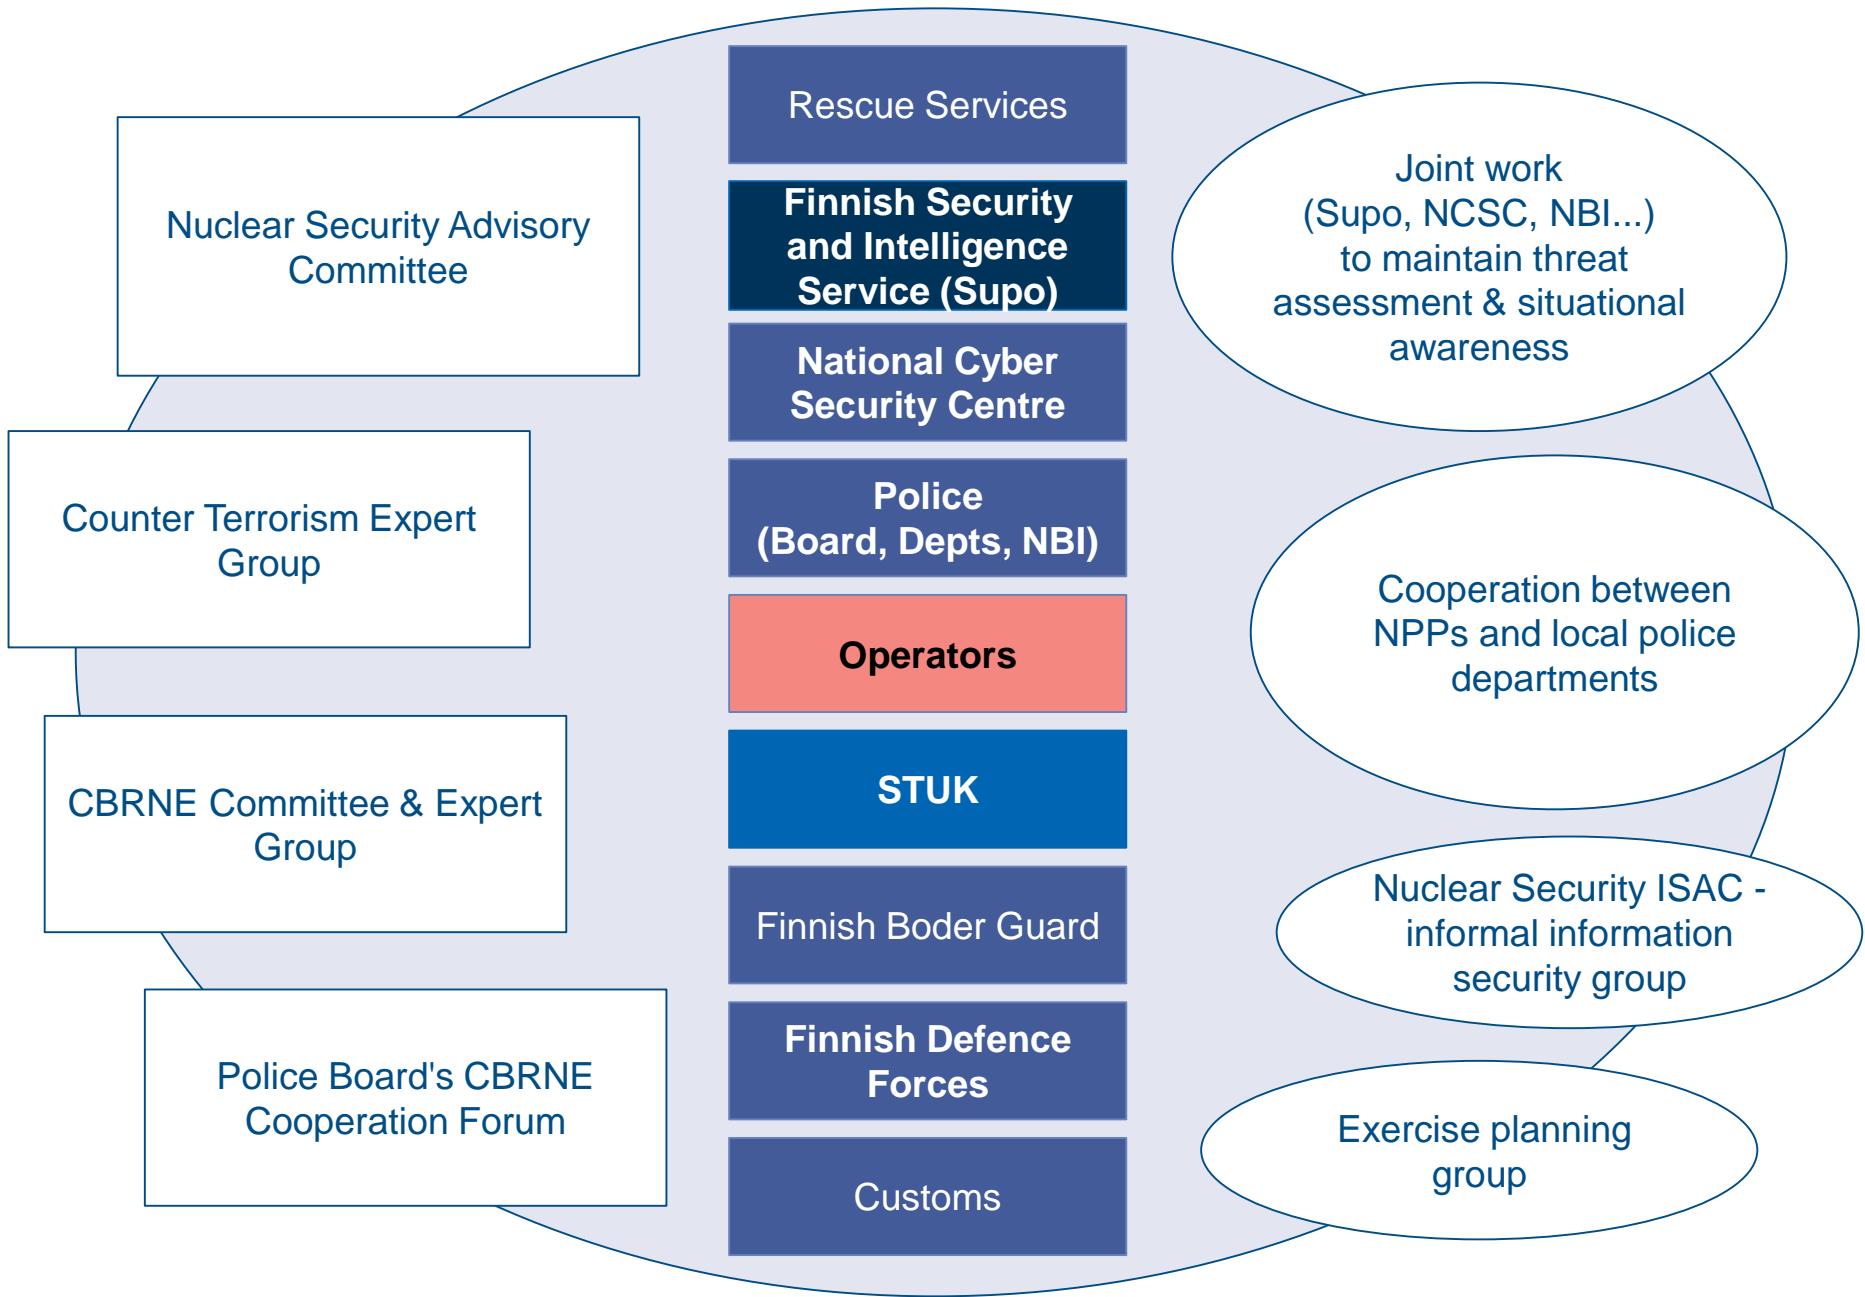 Rescue Services
Finnish Security
and Intelligence
Service (Supo)
National Cyber
Security Centre
Police
(Board, Depts, NBI)
Operators
STUK
Finnish Boder Guard
Finnish Defence
Forces
Customs
Nuclear Security Advisory
Committee
Counter Terrorism Expert
Group
CBRNE Committee & Expert
Group
Police Board's CBRNE
Cooperation Forum
Joint work
(Supo, NCSC, NBI...)
to maintain threat
assessment & situational
awareness
Cooperation between
NPPs and local police
departments
Nuclear Security ISAC -
informal information
security group
Exercise planning
group